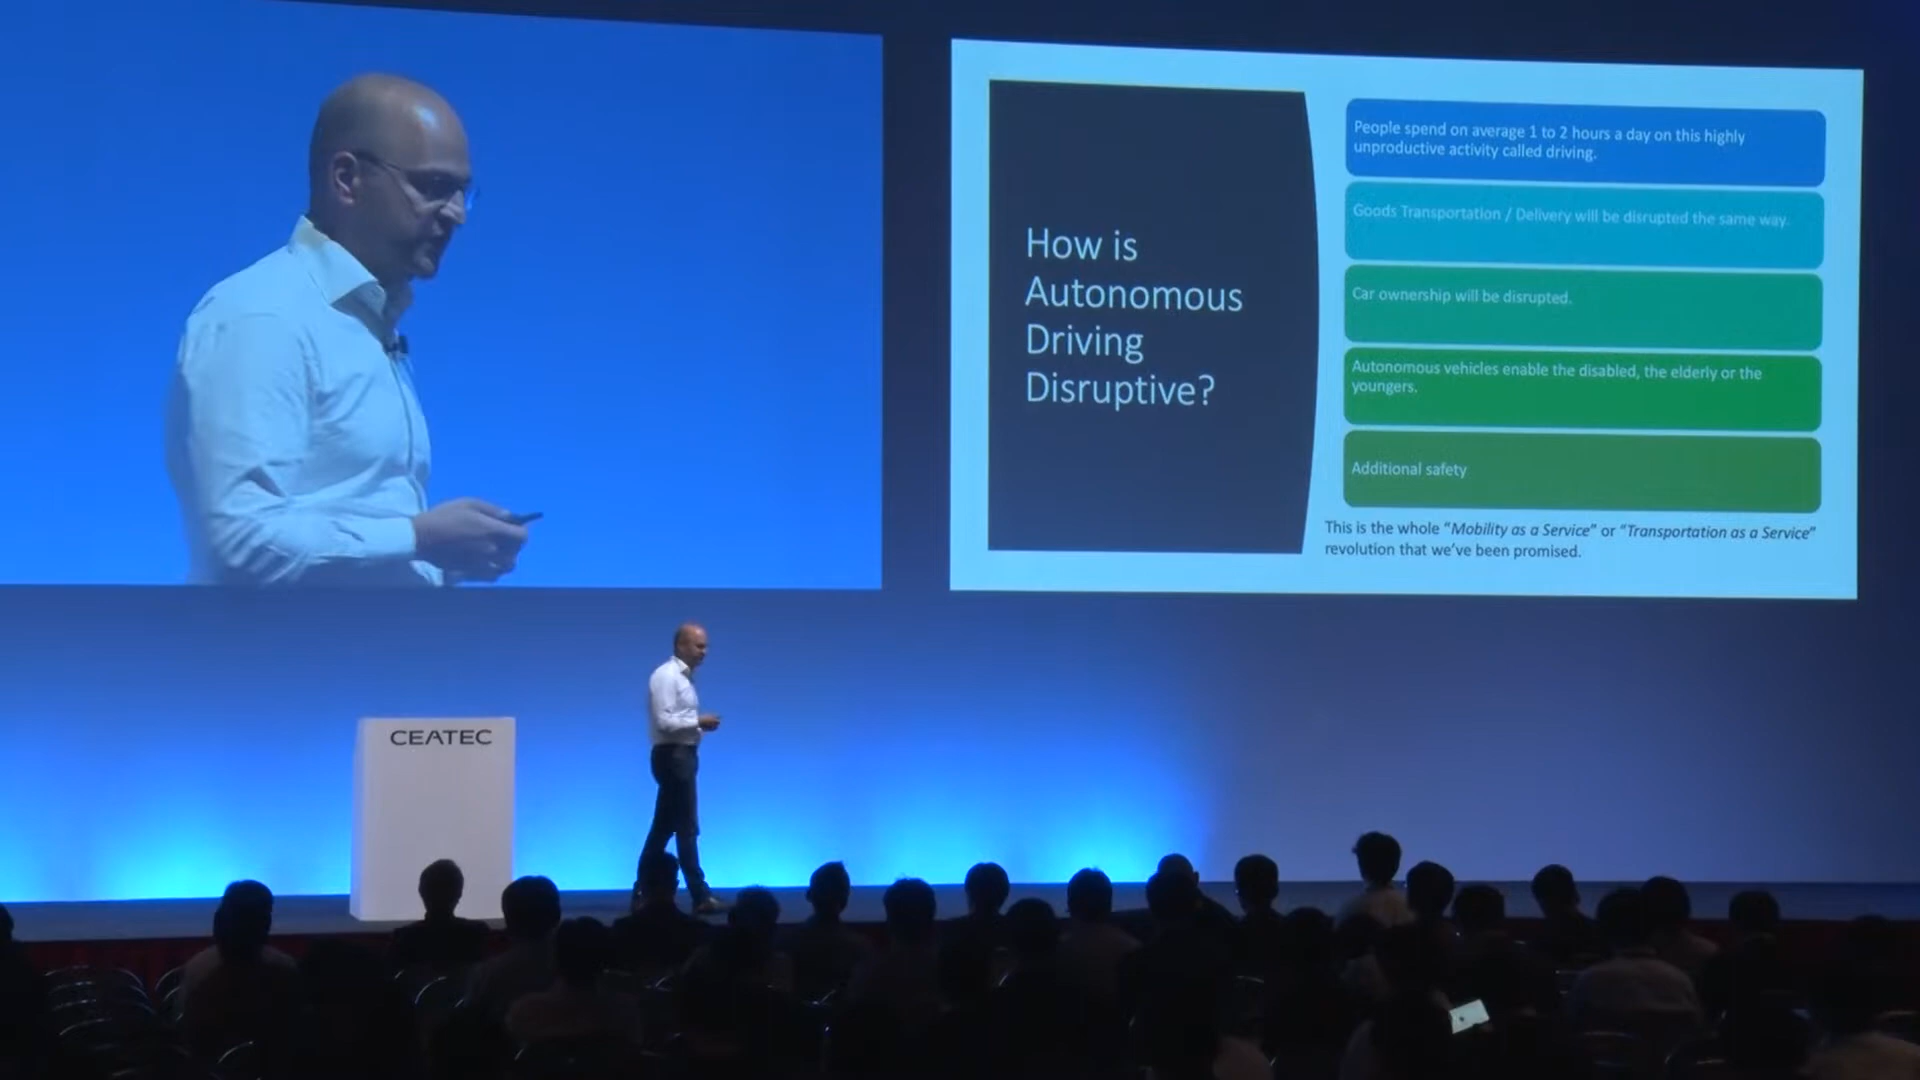 How is
Autonomous
Driving
Disruptive?
People spend on average 1 to 2 hours a day on this highly
unproductive activity called driving.
Goods Transportation / Delivery will be disrupted the same way.
Car ownership will be disrupted.
Autonomous vehicles enable the disabled, the elderly or the
youngers.
Additional safety
This is the whole “Mobility as a Service” or “Transportation as a Service”
revolution that we’ve been promised.
CEATEC